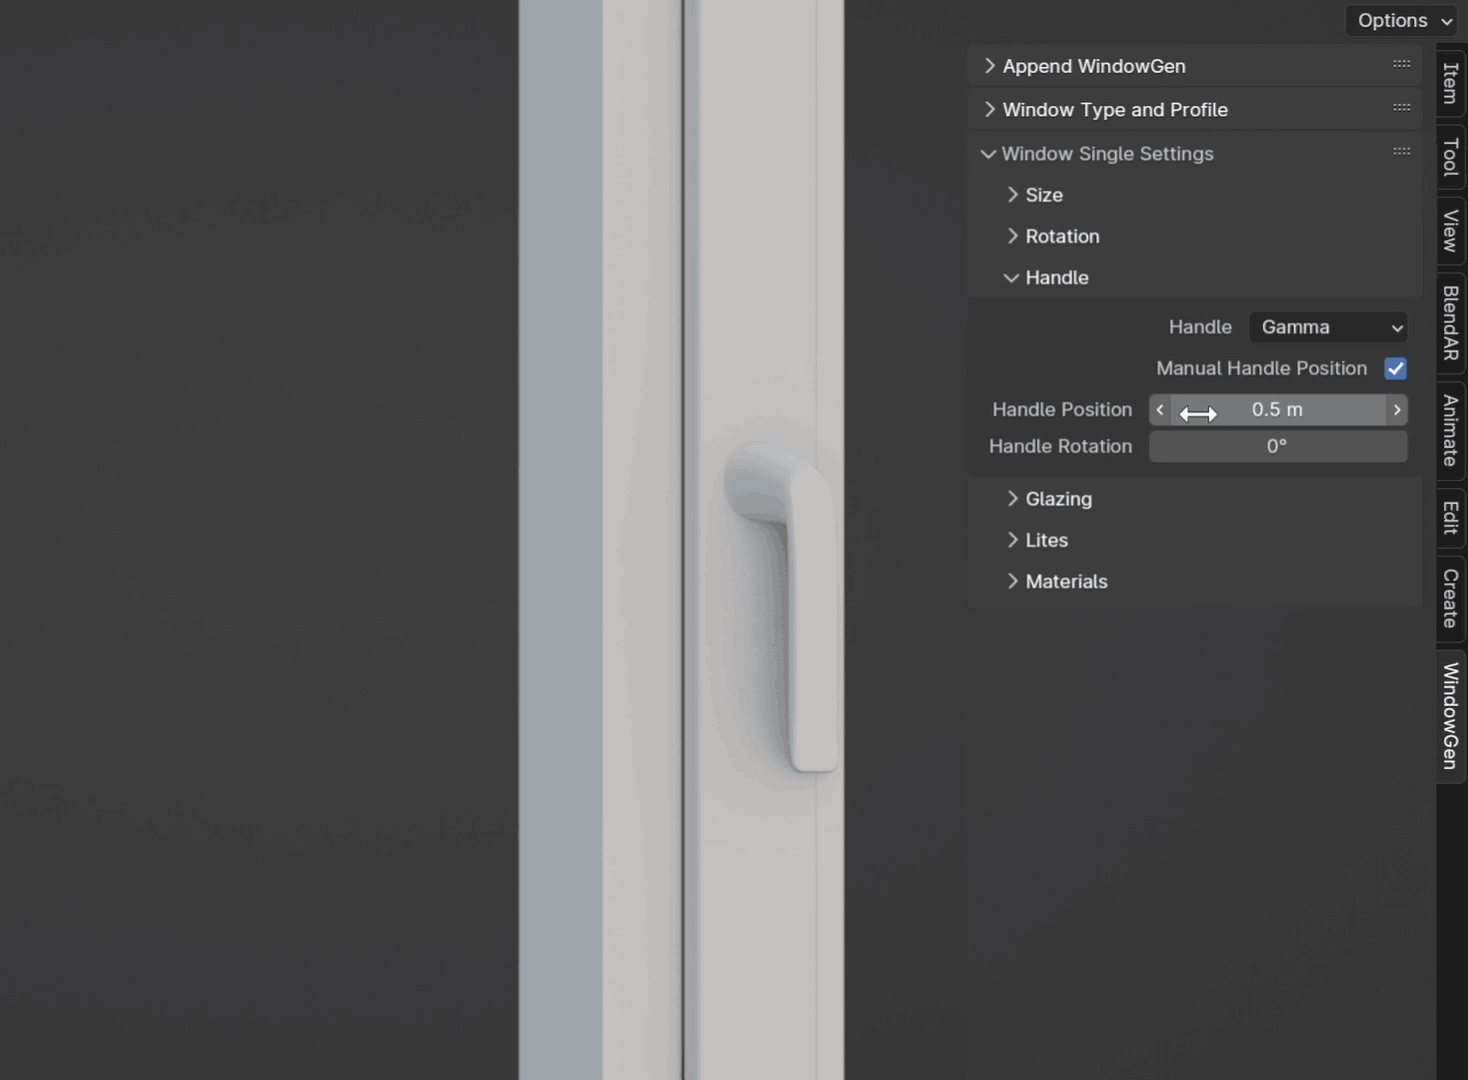 Options
Append WindowGen
Window Type and Profile
Window Single Settings
Size
Rotation
Handle
Handle Gamma
Manual Handle Position
Handle Position 0.5 m
Handle Rotation 0°
Glazing
Lites
Materials
Item
Tool
View
BlendAR
Animate
Edit
Create
WindowGen